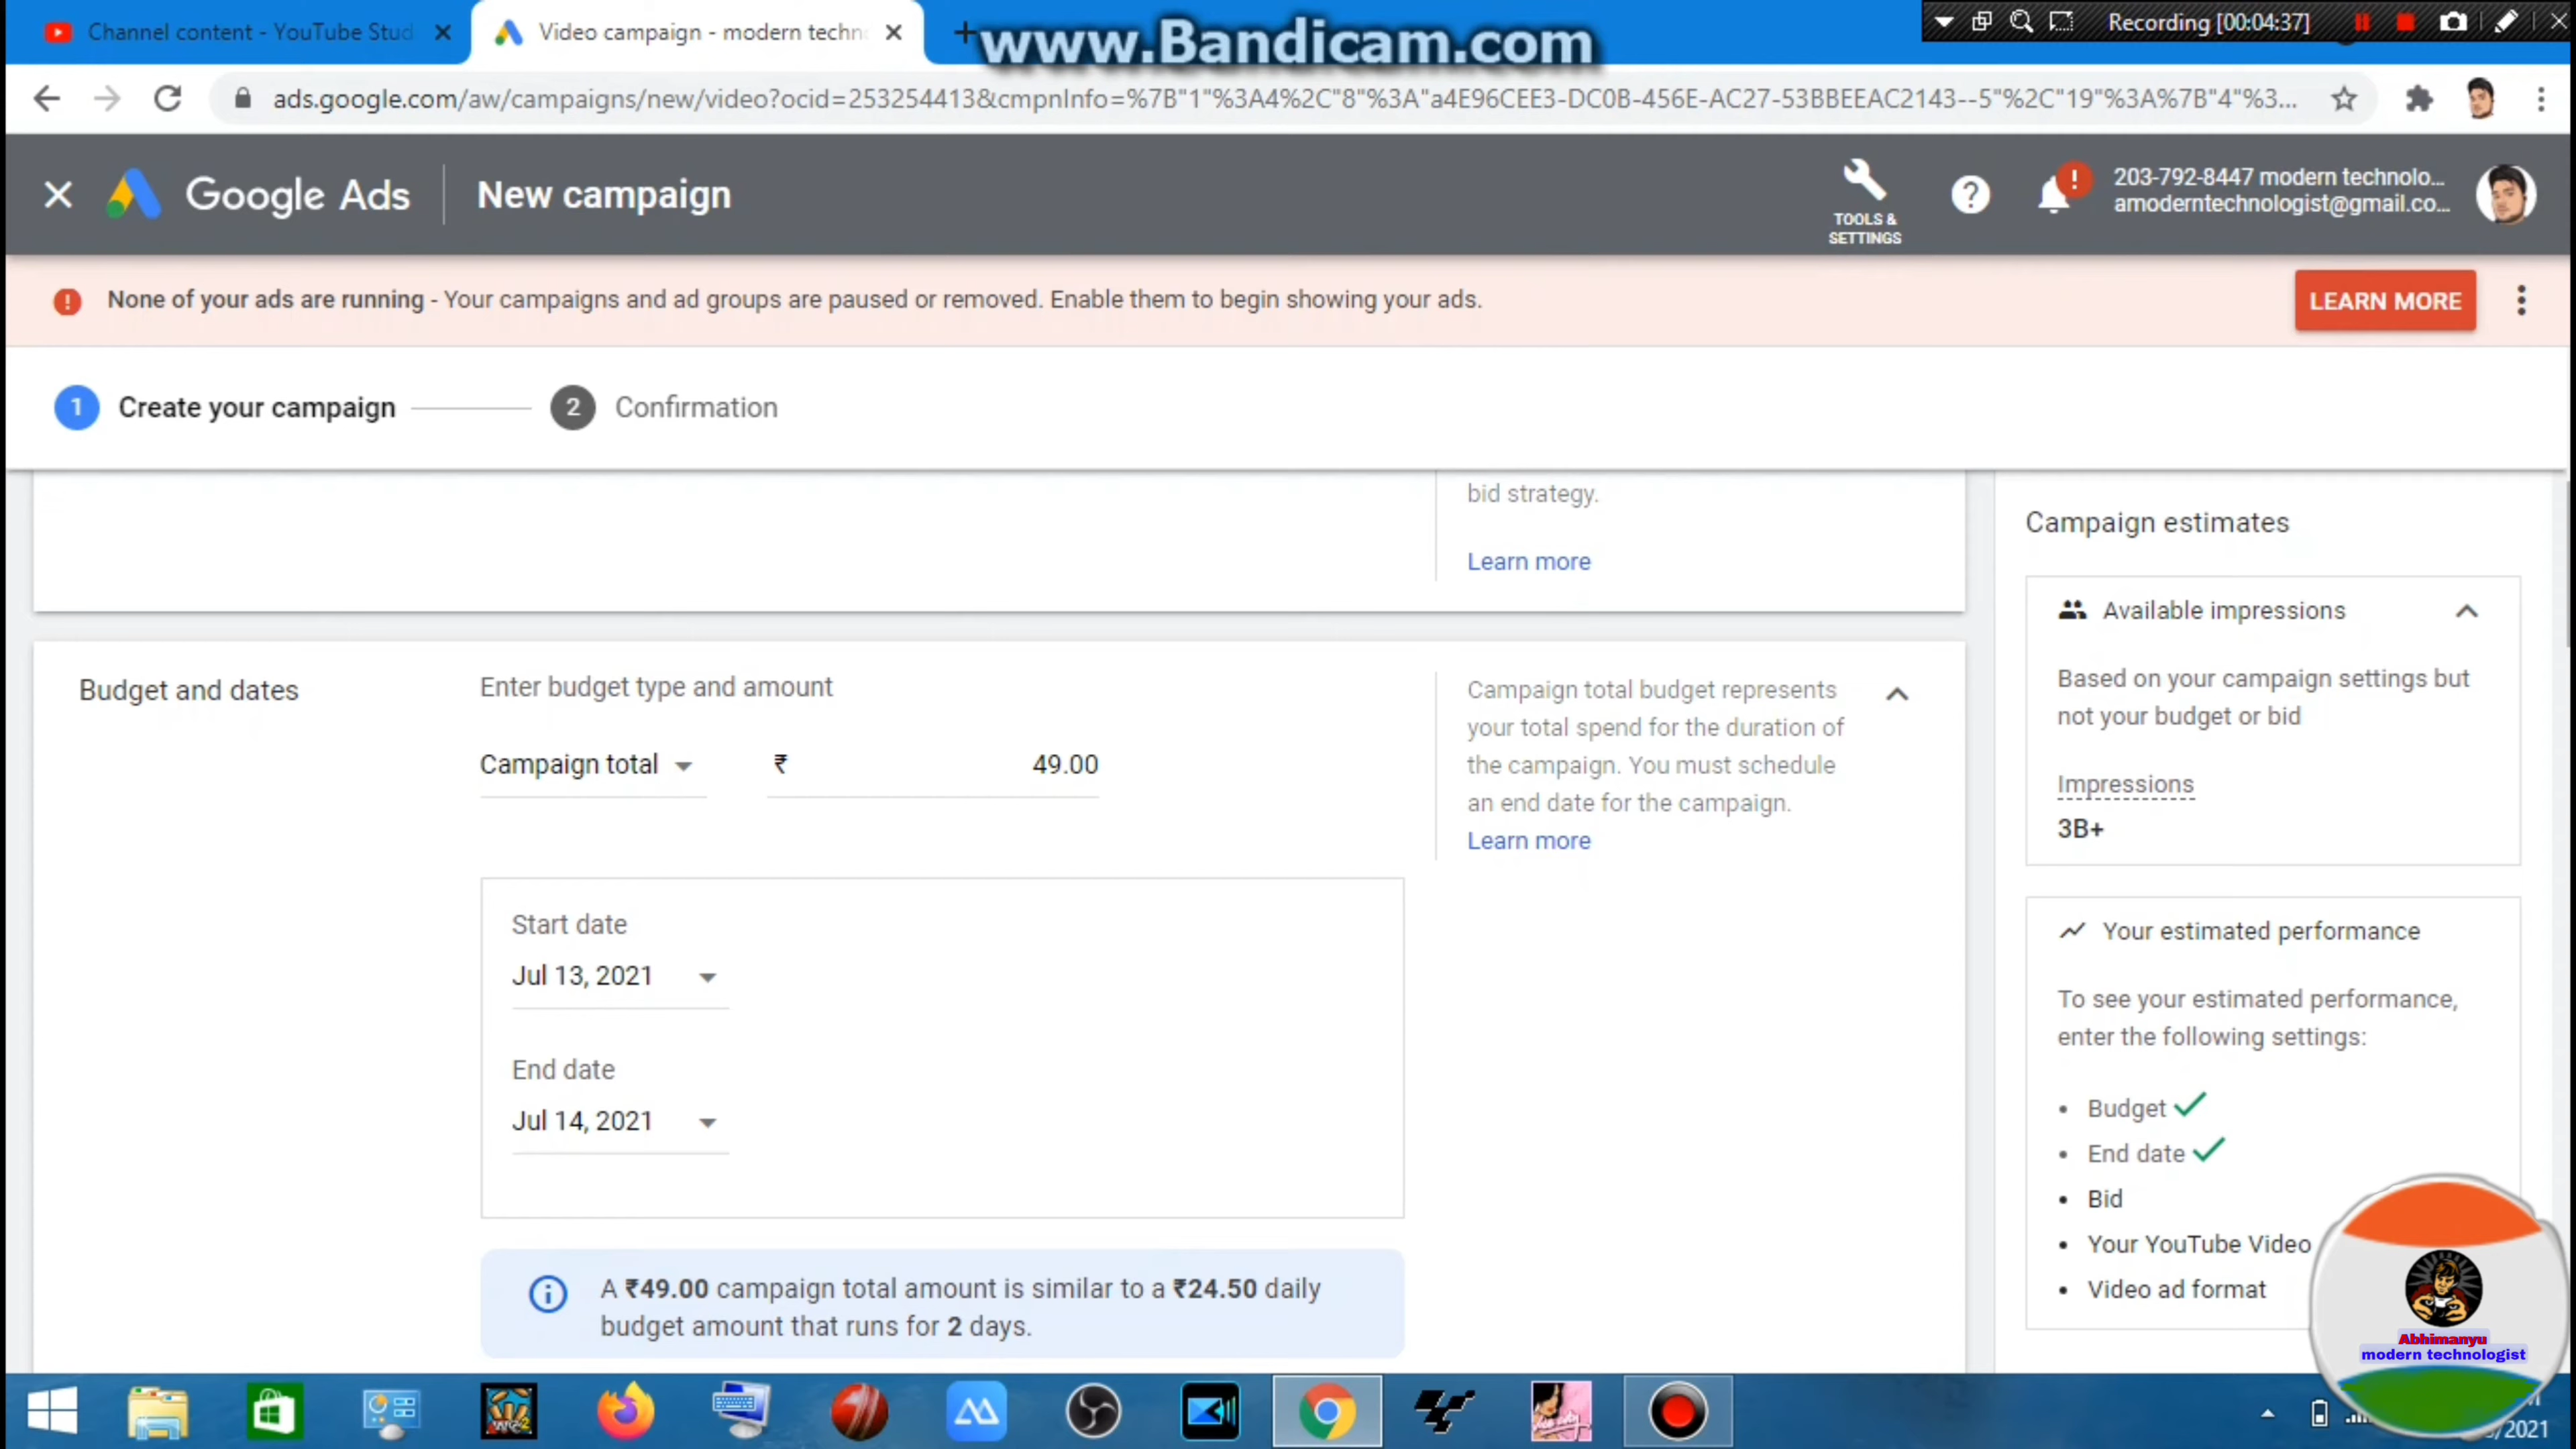 Channel content - YouTube Stud
Video campaign - modern techn
www.Bandicam.com
Recording [00:04:37]
ads.google.com/aw/campaigns/new/video?ocid=253254413&cmpnInfo=%7B"1"%3A4%2C"8"%3A"a4E96CEE3-DC0B-456E-AC27-53BBEEAC2143--5"%2C"19"%3A%7B"4"%3...
Google Ads
New campaign
TOOLS &
SETTINGS
203-792-8447 modern technolo...
amoderntechnologist@gmail.co...
None of your ads are running - Your campaigns and ad groups are paused or removed. Enable them to begin showing your ads.
LEARN MORE
1 Create your campaign
2 Confirmation
bid strategy.
Learn more
Budget and dates
Enter budget type and amount
Campaign total
₹ 49.00
Campaign total budget represents
your total spend for the duration of
the campaign. You must schedule
an end date for the campaign.
Learn more
Start date
Jul 13, 2021
End date
Jul 14, 2021
A ₹49.00 campaign total amount is similar to a ₹24.50 daily
budget amount that runs for 2 days.
Campaign estimates
Available impressions
Based on your campaign settings but
not your budget or bid
Impressions
3B+
Your estimated performance
To see your estimated performance,
enter the following settings:
• Budget
• End date
• Bid
• Your YouTube Video
• Video ad format
Abhimanyu
modern technologist